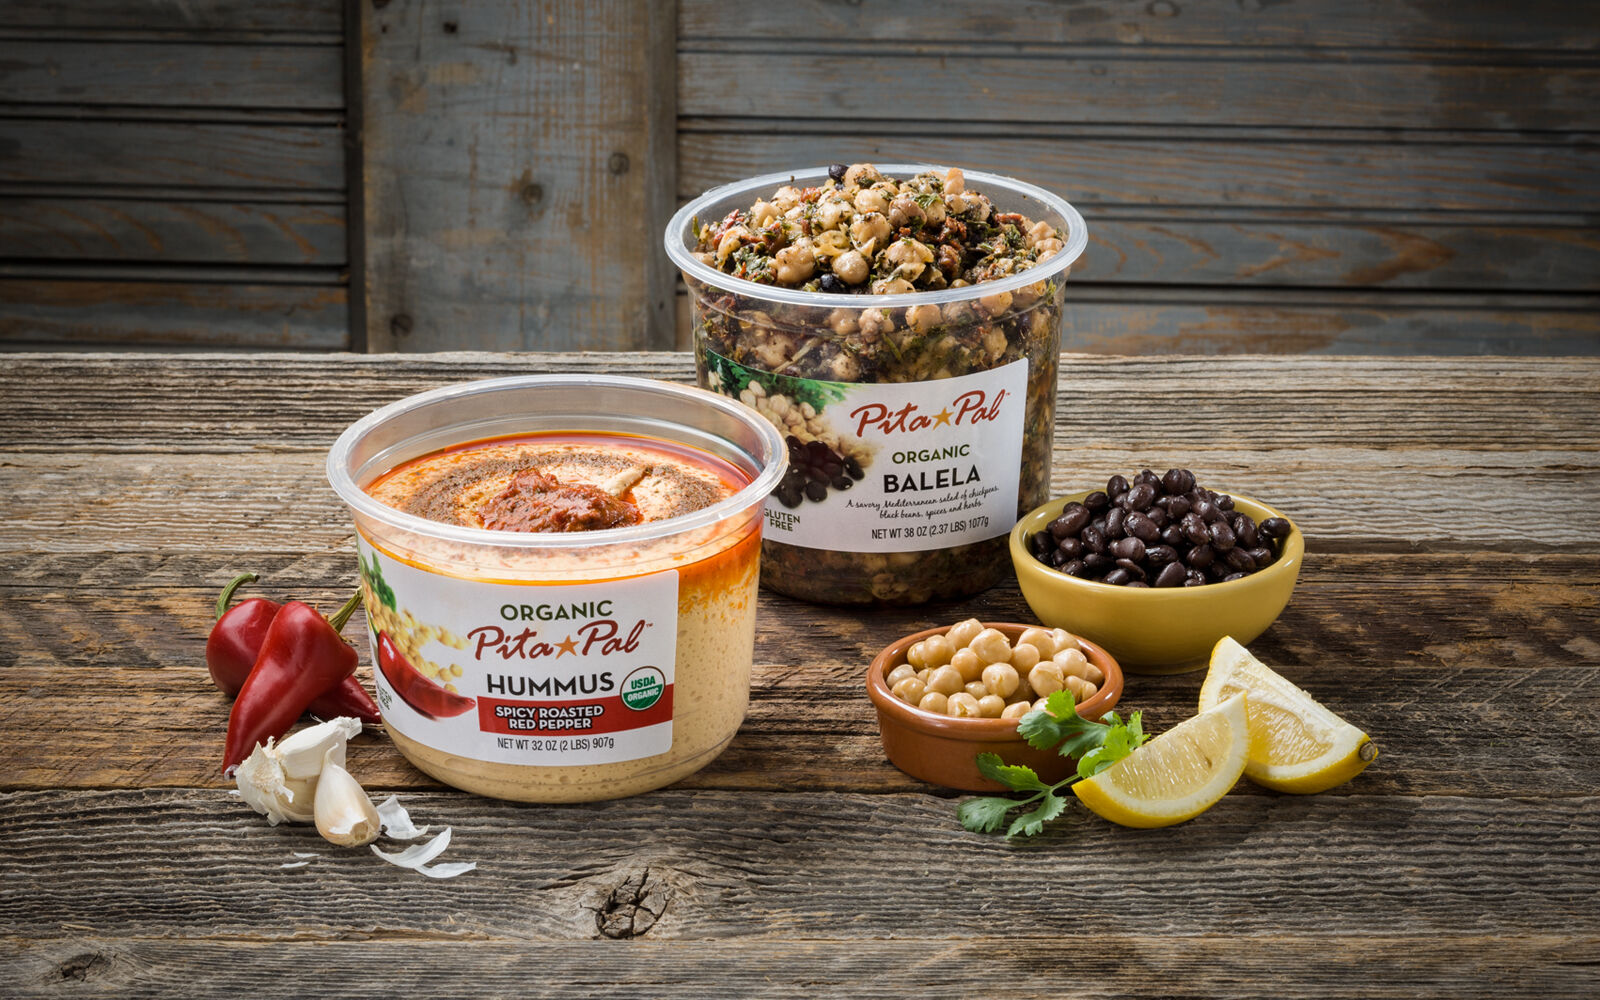 ORGANIC
Pita Pal™
HUMMUS
USDA
ORGANIC
SPICY ROASTED
RED PEPPER
NET WT 32 OZ (2 LBS) 907g
Pita Pal™
ORGANIC
BALELA
A savory Mediterranean salad of chickpeas,
black beans, spices and herbs.
GLUTEN
FREE
NET WT 38 OZ (2.37 LBS) 1077g